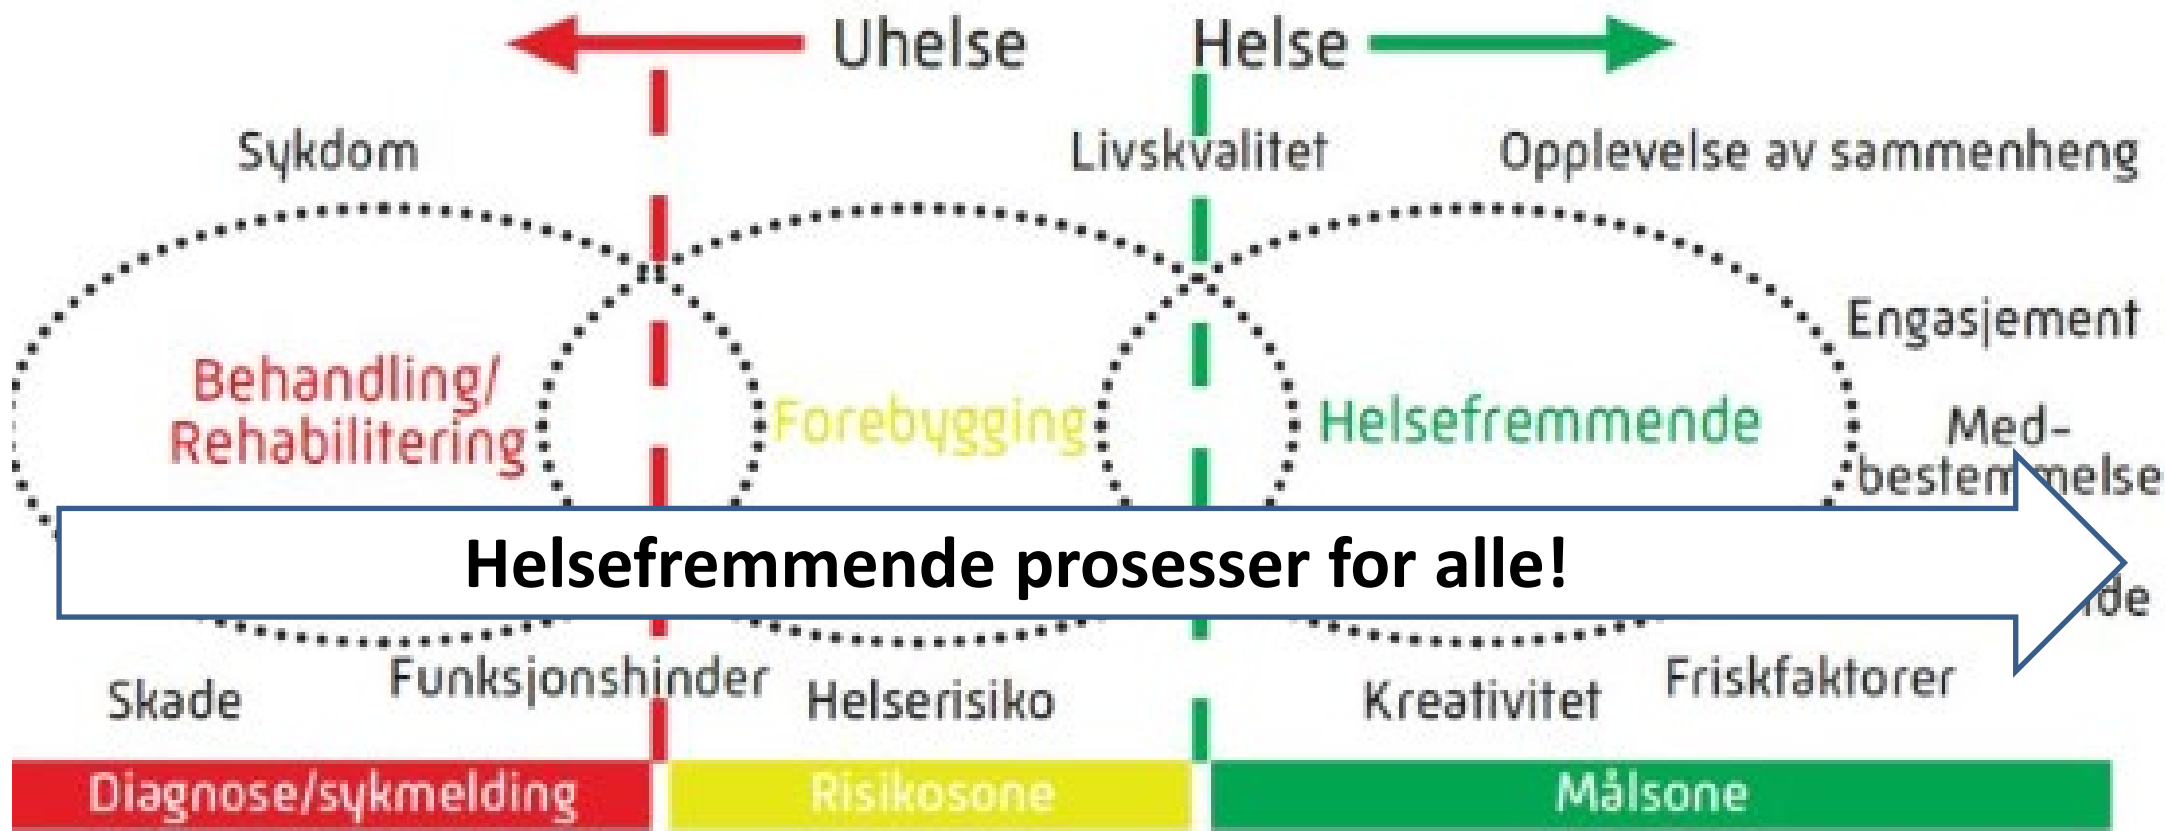 Uhelse Helse
Sykdom Livskvalitet Opplevelse av sammenheng
Engasjement
Behandling/
Rehabilitering
Forebygging
Helsefremmende
Med-
bestemmelse
Helsefremmende prosesser for alle!
Skade Funksjonshinder Helserisiko Kreativitet Friskfaktorer
Diagnose/sykmelding Risikosone Målsone